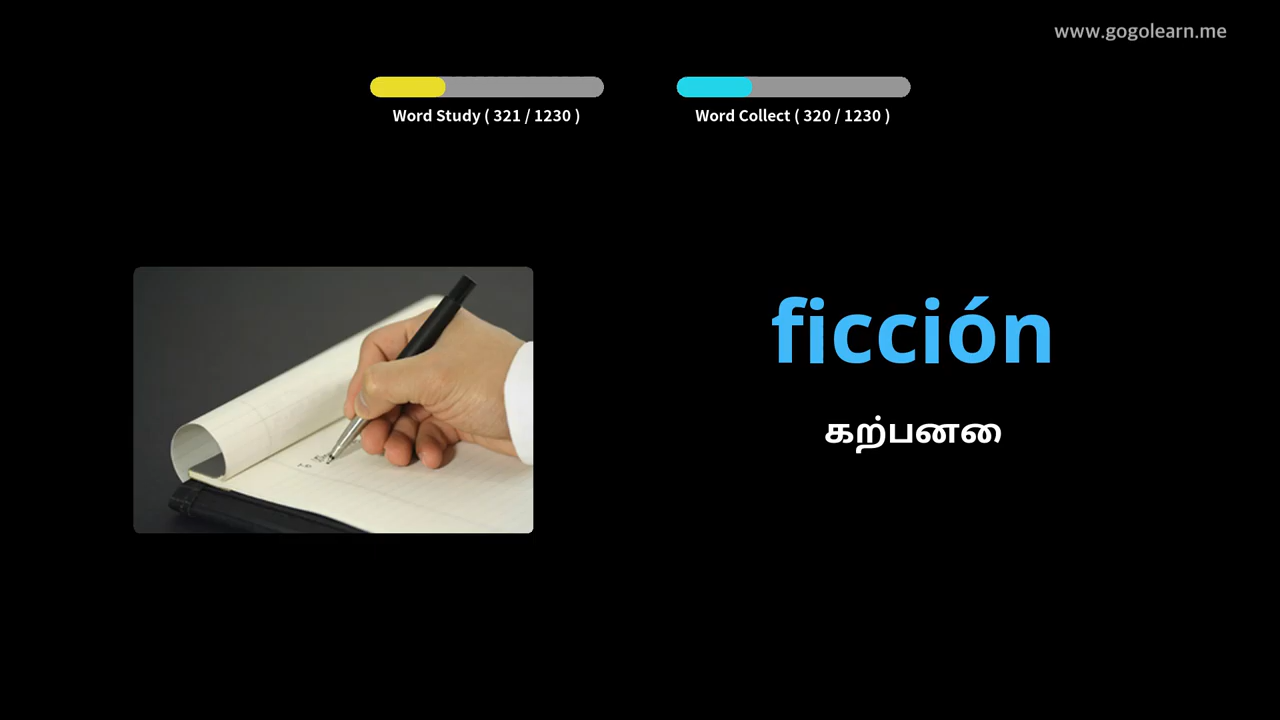 www.gogolearn.me
Word Study ( 321 / 1230 )
Word Collect ( 320 / 1230 )
ficción
கற்பனை